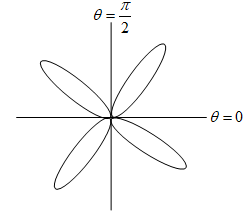 θ = π/2
θ = 0